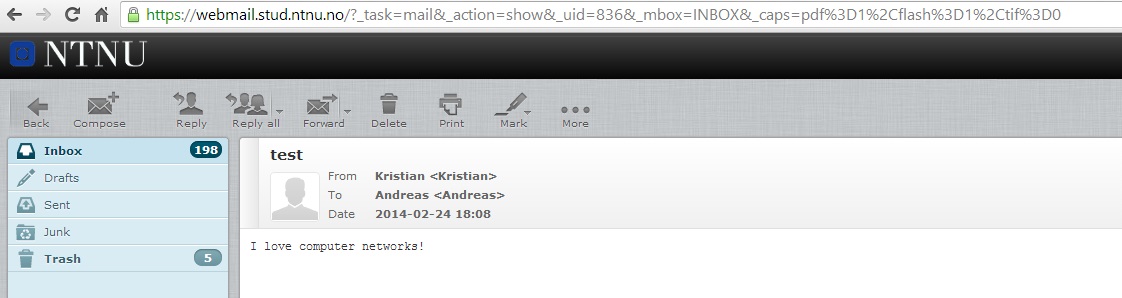 https://webmail.stud.ntnu.no/?_task=mail&_action=show&_uid=836&_mbox=INBOX&_caps=pdf%3D1%2Cflash%3D1%2Ctif%3D0
NTNU
Back Compose Reply Reply all Forward Delete Print Mark More
Inbox 198
Drafts
Sent
Junk
Trash 5
test
From Kristian <Kristian>
To Andreas <Andreas>
Date 2014-02-24 18:08
I love computer networks!